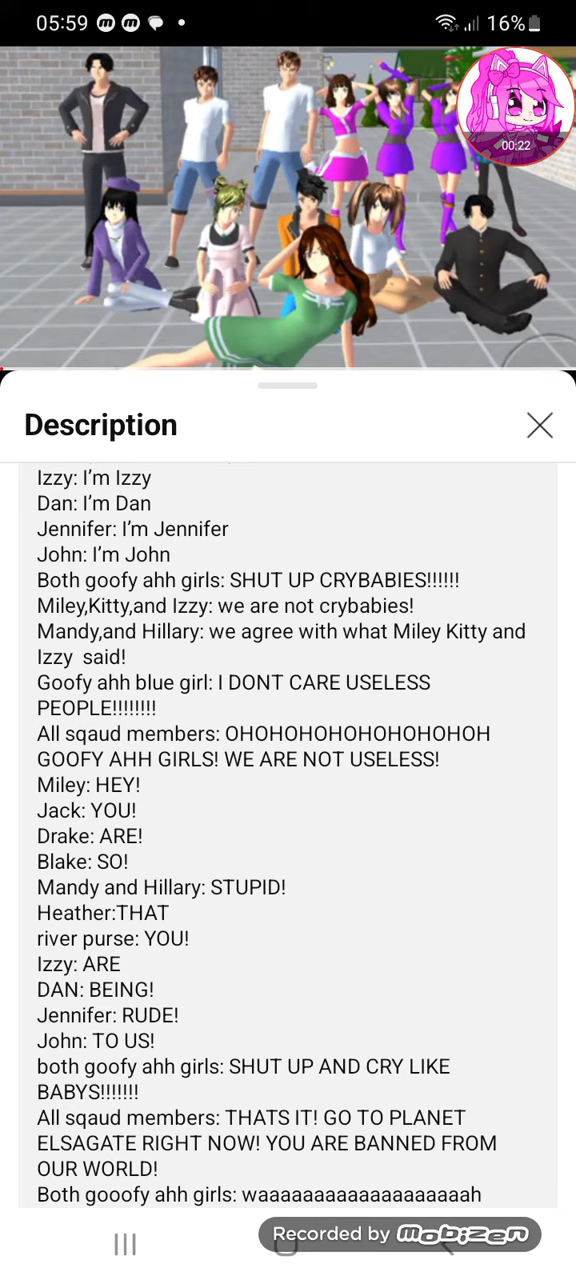 05:59
16%
00:22
Description
Izzy: I’m Izzy
Dan: I’m Dan
Jennifer: I’m Jennifer
John: I’m John
Both goofy ahh girls: SHUT UP CRYBABIES!!!!!!
Miley,Kitty,and Izzy: we are not crybabies!
Mandy,and Hillary: we agree with what Miley Kitty and
Izzy  said!
Goofy ahh blue girl: I DONT CARE USELESS
PEOPLE!!!!!!!!
All sqaud members: OHOHOHOHOHOHOHOHOH
GOOFY AHH GIRLS! WE ARE NOT USELESS!
Miley: HEY!
Jack: YOU!
Drake: ARE!
Blake: SO!
Mandy and Hillary: STUPID!
Heather:THAT
river purse: YOU!
Izzy: ARE
DAN: BEING!
Jennifer: RUDE!
John: TO US!
both goofy ahh girls: SHUT UP AND CRY LIKE
BABYS!!!!!!!
All sqaud members: THATS IT! GO TO PLANET
ELSAGATE RIGHT NOW! YOU ARE BANNED FROM
OUR WORLD!
Both gooofy ahh girls: waaaaaaaaaaaaaaaaaaah
Recorded by mobizen